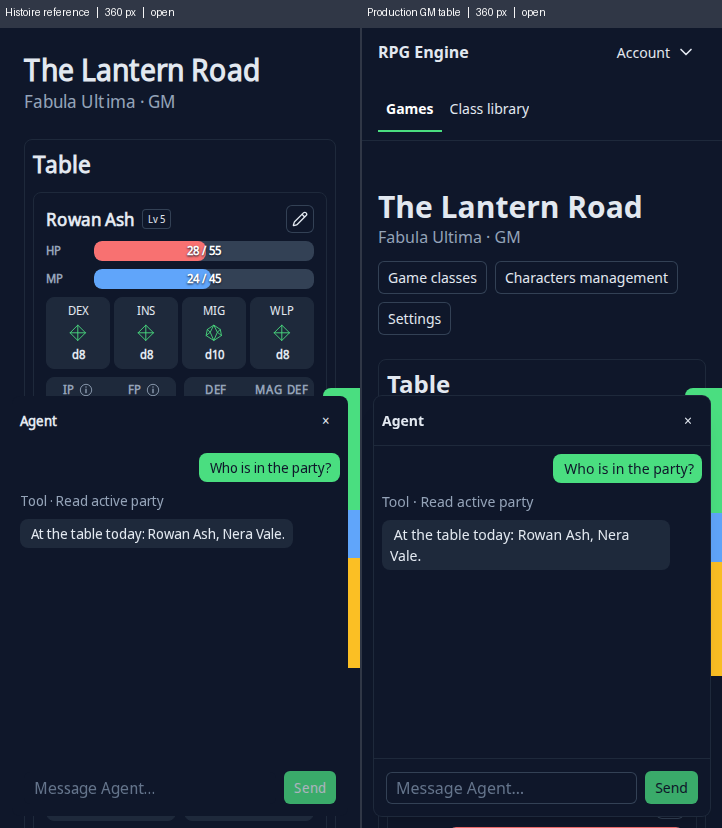 Histoire reference | 360 px | open
The Lantern Road
Fabula Ultima · GM
Table
Rowan Ash Lv 5
HP 28 / 55
MP 24 / 45
DEX INS MIG WLP
d8 d8 d10 d8
IP FP DEF MAG DEF
Agent ×
Who is in the party?
Tool · Read active party
At the table today: Rowan Ash, Nera Vale.
Message Agent... Send
Production GM table | 360 px | open
RPG Engine Account
Games Class library
The Lantern Road
Fabula Ultima · GM
Game classes Characters management
Settings
Table
Agent ×
Who is in the party?
Tool · Read active party
At the table today: Rowan Ash, Nera
Vale.
Message Agent... Send